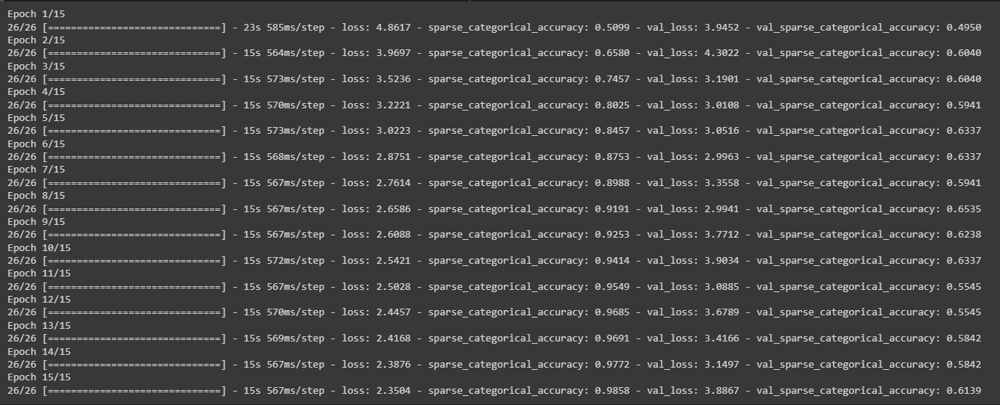 Epoch 1/15
26/26 [==============================] - 23s 585ms/step - loss: 4.8617 - sparse_categorical_accuracy: 0.5099 - val_loss: 3.9452 - val_sparse_categorical_accuracy: 0.4950
Epoch 2/15
26/26 [==============================] - 15s 564ms/step - loss: 3.9697 - sparse_categorical_accuracy: 0.6580 - val_loss: 4.3022 - val_sparse_categorical_accuracy: 0.6040
Epoch 3/15
26/26 [==============================] - 15s 573ms/step - loss: 3.5236 - sparse_categorical_accuracy: 0.7457 - val_loss: 3.1901 - val_sparse_categorical_accuracy: 0.6040
Epoch 4/15
26/26 [==============================] - 15s 570ms/step - loss: 3.2221 - sparse_categorical_accuracy: 0.8025 - val_loss: 3.0108 - val_sparse_categorical_accuracy: 0.5941
Epoch 5/15
26/26 [==============================] - 15s 573ms/step - loss: 3.0223 - sparse_categorical_accuracy: 0.8457 - val_loss: 3.0516 - val_sparse_categorical_accuracy: 0.6337
Epoch 6/15
26/26 [==============================] - 15s 568ms/step - loss: 2.8751 - sparse_categorical_accuracy: 0.8753 - val_loss: 2.9963 - val_sparse_categorical_accuracy: 0.6337
Epoch 7/15
26/26 [==============================] - 15s 567ms/step - loss: 2.7614 - sparse_categorical_accuracy: 0.8988 - val_loss: 3.3558 - val_sparse_categorical_accuracy: 0.5941
Epoch 8/15
26/26 [==============================] - 15s 567ms/step - loss: 2.6586 - sparse_categorical_accuracy: 0.9191 - val_loss: 2.9941 - val_sparse_categorical_accuracy: 0.6535
Epoch 9/15
26/26 [==============================] - 15s 567ms/step - loss: 2.6088 - sparse_categorical_accuracy: 0.9253 - val_loss: 3.7712 - val_sparse_categorical_accuracy: 0.6238
Epoch 10/15
26/26 [==============================] - 15s 572ms/step - loss: 2.5421 - sparse_categorical_accuracy: 0.9414 - val_loss: 3.9034 - val_sparse_categorical_accuracy: 0.6337
Epoch 11/15
26/26 [==============================] - 15s 567ms/step - loss: 2.5028 - sparse_categorical_accuracy: 0.9549 - val_loss: 3.0885 - val_sparse_categorical_accuracy: 0.5545
Epoch 12/15
26/26 [==============================] - 15s 570ms/step - loss: 2.4457 - sparse_categorical_accuracy: 0.9685 - val_loss: 3.6789 - val_sparse_categorical_accuracy: 0.5545
Epoch 13/15
26/26 [==============================] - 15s 569ms/step - loss: 2.4168 - sparse_categorical_accuracy: 0.9691 - val_loss: 3.4166 - val_sparse_categorical_accuracy: 0.5842
Epoch 14/15
26/26 [==============================] - 15s 567ms/step - loss: 2.3876 - sparse_categorical_accuracy: 0.9772 - val_loss: 3.1497 - val_sparse_categorical_accuracy: 0.5842
Epoch 15/15
26/26 [==============================] - 15s 567ms/step - loss: 2.3504 - sparse_categorical_accuracy: 0.9858 - val_loss: 3.8867 - val_sparse_categorical_accuracy: 0.6139